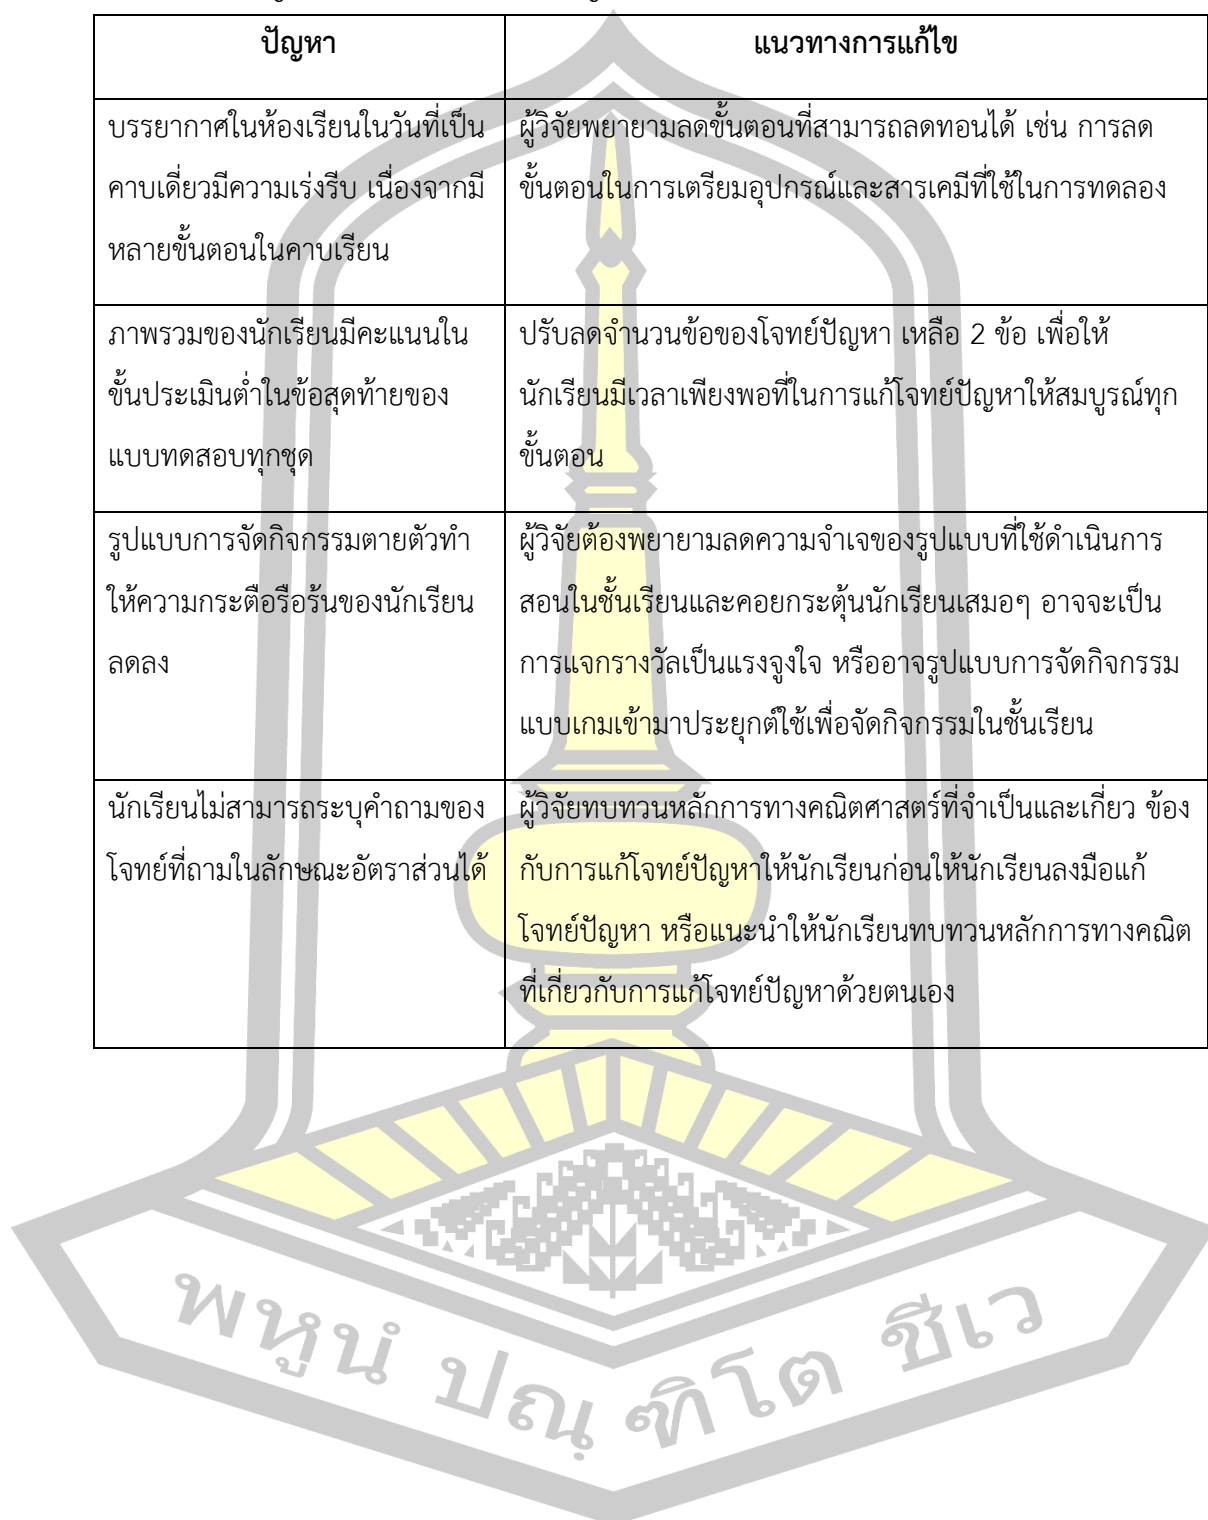 ปัญหา
แนวทางการแก้ไข
บรรยากาศในห้องเรียนในวันที่เป็น
คาบเดี่ยวมีความเร่งรีบ เนื่องจากมี
หลายขั้นตอนในคาบเรียน
ผู้วิจัยพยายามลดขั้นตอนที่สามารถลดทอนได้ เช่น การลด
ขั้นตอนในการเตรียมอุปกรณ์และสารเคมีที่ใช้ในการทดลอง
ภาพรวมของนักเรียนมีคะแนนใน
ขั้นประเมินต่ำในข้อสุดท้ายของ
แบบทดสอบทุกชุด
ปรับลดจำนวนข้อของโจทย์ปัญหา เหลือ 2 ข้อ เพื่อให้
นักเรียนมีเวลาเพียงพอที่ในการแก้โจทย์ปัญหาให้สมบูรณ์ทุก
ขั้นตอน
รูปแบบการจัดกิจกรรมตายตัวทำ
ให้ความกระตือรือร้นของนักเรียน
ลดลง
ผู้วิจัยต้องพยายามลดความจำเจของรูปแบบที่ใช้ดำเนินการ
สอนในชั้นเรียนและคอยกระตุ้นนักเรียนเสมอๆ อาจจะเป็น
การแจกรางวัลเป็นแรงจูงใจ หรืออาจรูปแบบการจัดกิจกรรม
แบบเกมเข้ามาประยุกต์ใช้เพื่อจัดกิจกรรมในชั้นเรียน
นักเรียนไม่สามารถระบุคำถามของ
โจทย์ที่ถามในลักษณะอัตราส่วนได้
ผู้วิจัยทบทวนหลักการทางคณิตศาสตร์ที่จำเป็นและเกี่ยว ข้อง
กับการแก้โจทย์ปัญหาให้นักเรียนก่อนให้นักเรียนลงมือแก้
โจทย์ปัญหา หรือแนะนำให้นักเรียนทบทวนหลักการทางคณิต
ที่เกี่ยวกับการแก้โจทย์ปัญหาด้วยตนเอง
พหูนํ ปณฺฑิโต ชีเว